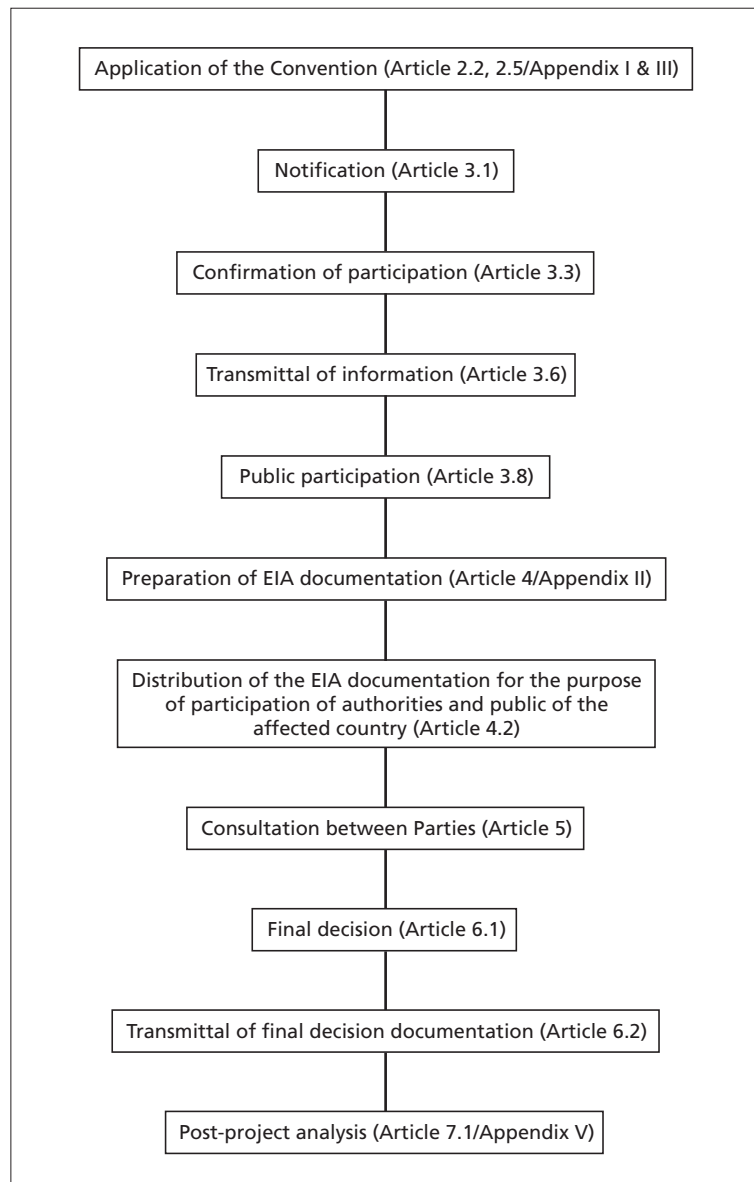 Application of the Convention (Article 2.2, 2.5/Appendix I & III)
Notification (Article 3.1)
Confirmation of participation (Article 3.3)
Transmittal of information (Article 3.6)
Public participation (Article 3.8)
Preparation of EIA documentation (Article 4/Appendix II)
Distribution of the EIA documentation for the purpose
of participation of authorities and public of the
affected country (Article 4.2)
Consultation between Parties (Article 5)
Final decision (Article 6.1)
Transmittal of final decision documentation (Article 6.2)
Post-project analysis (Article 7.1/Appendix V)